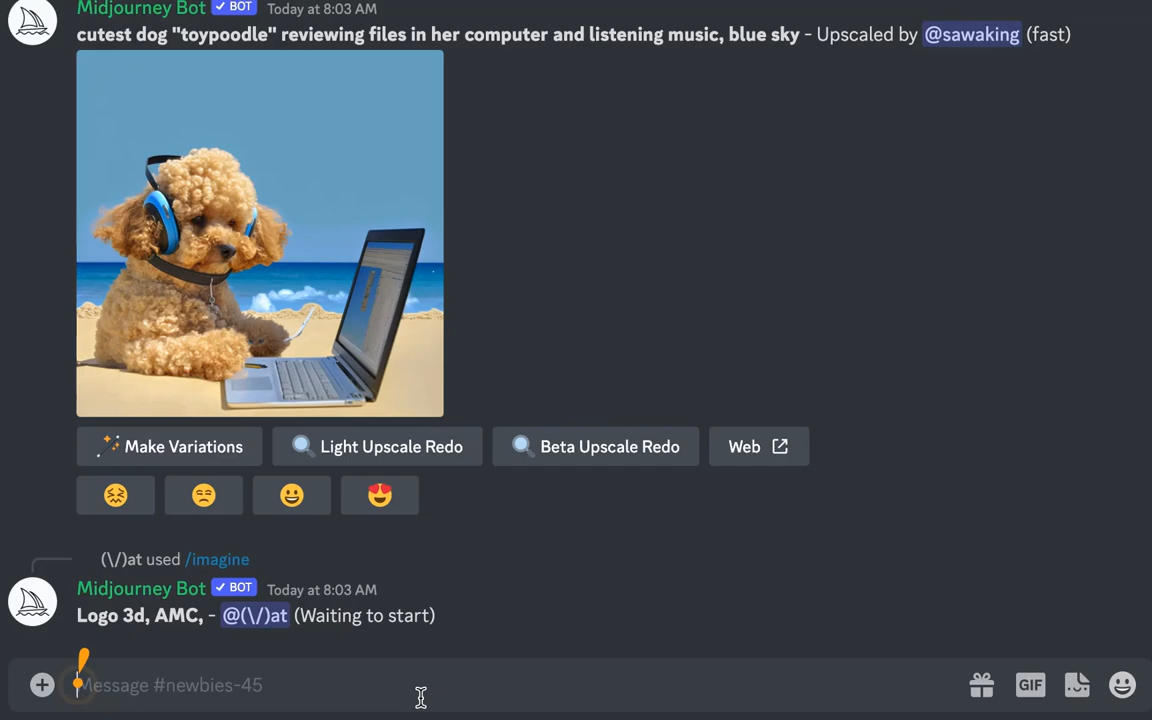 Midjourney Bot ✓ BOT Today at 8:03 AM
cutest dog "toypoodle" reviewing files in her computer and listening music, blue sky - Upscaled by @sawaking (fast)
Make Variations Light Upscale Redo Beta Upscale Redo Web
(\/)at used /imagine
Midjourney Bot ✓ BOT Today at 8:03 AM
Logo 3d, AMC, - @(\/)at (Waiting to start)
Message #newbies-45 GIF